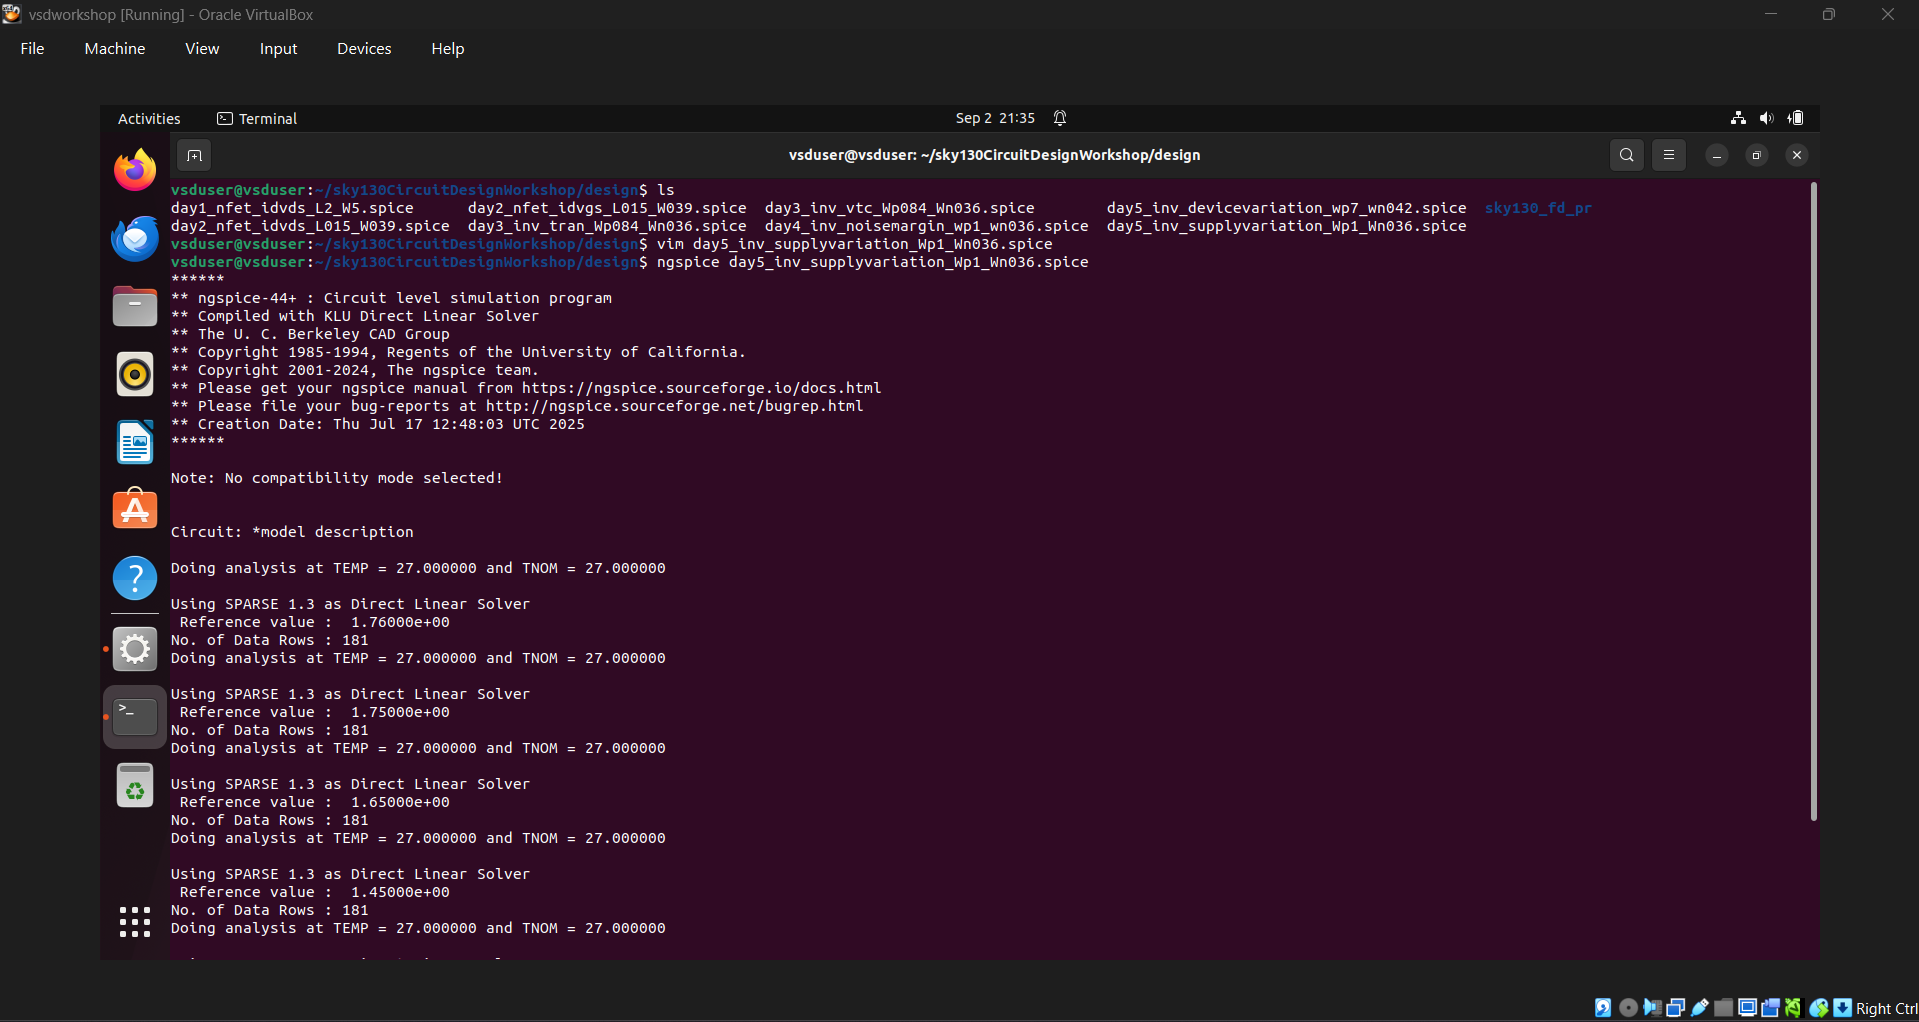 vsdworkshop [Running] - Oracle VirtualBox
File Machine View Input Devices Help
Activities Terminal Sep 2 21:35
vsduser@vsduser: ~/sky130CircuitDesignWorkshop/design
vsduser@vsduser:~/sky130CircuitDesignWorkshop/design$ ls
day1_nfet_idvds_L2_W5.spice day2_nfet_idvgs_L015_W039.spice day3_inv_vtc_Wp084_Wn036.spice day5_inv_devicevariation_wp7_wn042.spice sky130_fd_pr
day2_nfet_idvds_L015_W039.spice day3_inv_tran_Wp084_Wn036.spice day4_inv_noisemargin_wp1_wn036.spice day5_inv_supplyvariation_Wp1_Wn036.spice
vsduser@vsduser:~/sky130CircuitDesignWorkshop/design$ vim day5_inv_supplyvariation_Wp1_Wn036.spice
vsduser@vsduser:~/sky130CircuitDesignWorkshop/design$ ngspice day5_inv_supplyvariation_Wp1_Wn036.spice
******
** ngspice-44+ : Circuit level simulation program
** Compiled with KLU Direct Linear Solver
** The U. C. Berkeley CAD Group
** Copyright 1985-1994, Regents of the University of California.
** Copyright 2001-2024, The ngspice team.
** Please get your ngspice manual from https://ngspice.sourceforge.io/docs.html
** Please file your bug-reports at http://ngspice.sourceforge.net/bugrep.html
** Creation Date: Thu Jul 17 12:48:03 UTC 2025
******
Note: No compatibility mode selected!
Circuit: *model description
Doing analysis at TEMP = 27.000000 and TNOM = 27.000000
Using SPARSE 1.3 as Direct Linear Solver
Reference value : 1.76000e+00
No. of Data Rows : 181
Doing analysis at TEMP = 27.000000 and TNOM = 27.000000
Using SPARSE 1.3 as Direct Linear Solver
Reference value : 1.75000e+00
No. of Data Rows : 181
Doing analysis at TEMP = 27.000000 and TNOM = 27.000000
Using SPARSE 1.3 as Direct Linear Solver
Reference value : 1.65000e+00
No. of Data Rows : 181
Doing analysis at TEMP = 27.000000 and TNOM = 27.000000
Using SPARSE 1.3 as Direct Linear Solver
Reference value : 1.45000e+00
No. of Data Rows : 181
Doing analysis at TEMP = 27.000000 and TNOM = 27.000000
Right Ctrl